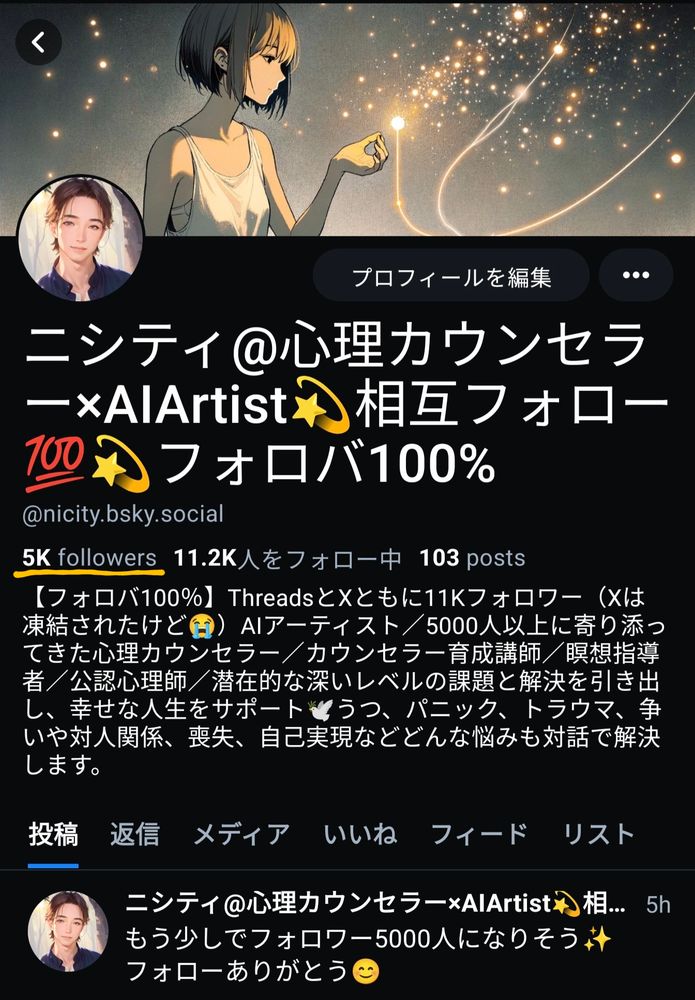 プロフィールを編集
ニシティ@心理カウンセラ
ー×AIArtist💫相互フォロー
💯💫フォロバ100%
@nicity.bsky.social
5K followers 11.2K人をフォロー中 103 posts
【フォロバ100%】ThreadsとXともに11Kフォロワー（Xは
凍結されたけど😭）AIアーティスト／5000人以上に寄り添っ
てきた心理カウンセラー／カウンセラー育成講師／瞑想指導
者／公認心理師／潜在的な深いレベルの課題と解決を引き出
し、幸せな人生をサポート🕊️うつ、パニック、トラウマ、争
いや対人関係、喪失、自己実現などどんな悩みも対話で解決
します。
投稿 返信 メディア いいね フィード リスト
ニシティ@心理カウンセラー×AIArtist💫相... 5h
もう少しでフォロワー5000人になりそう✨
フォローありがとう😊